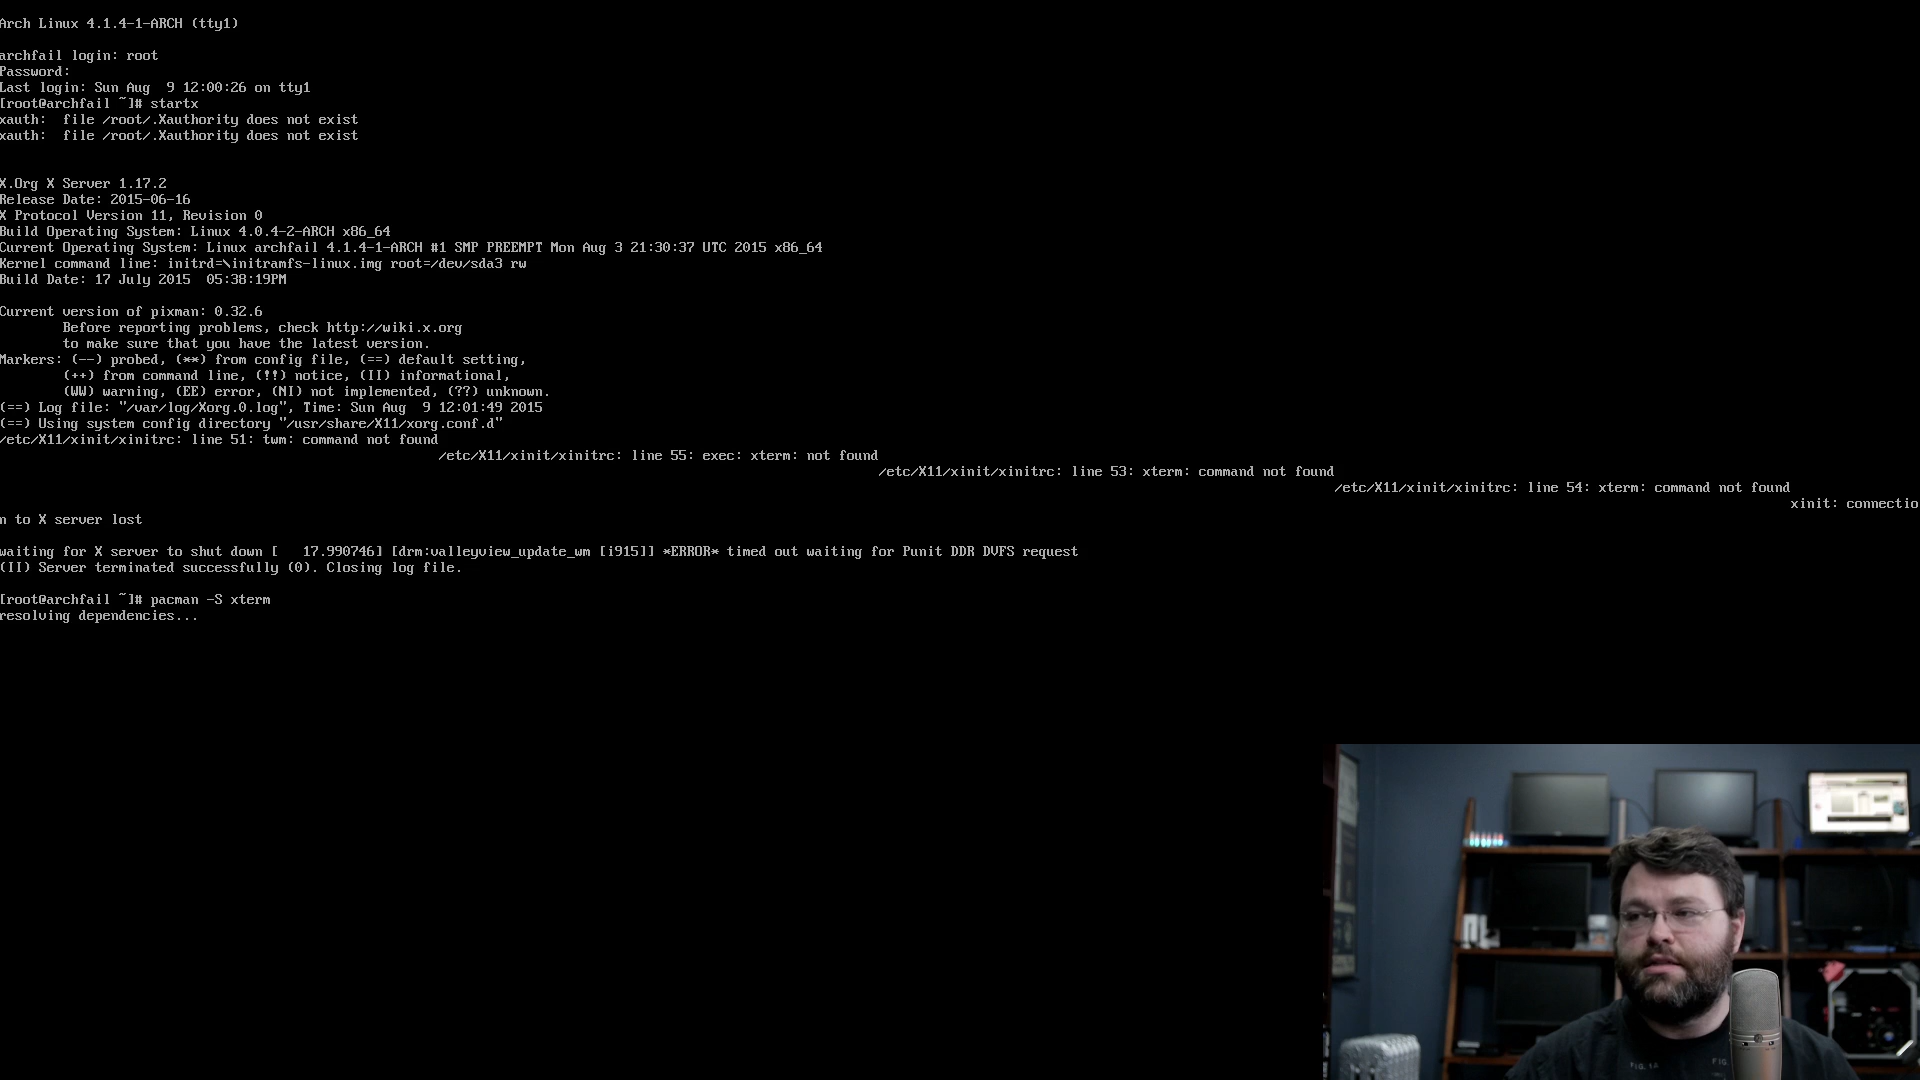 Arch Linux 4.1.4-1-ARCH (tty1)
archfail login: root
Password:
Last login: Sun Aug  9 12:00:26 on tty1
[root@archfail ~]# startx
xauth:  file /root/.Xauthority does not exist
xauth:  file /root/.Xauthority does not exist
X.Org X Server 1.17.2
Release Date: 2015-06-16
X Protocol Version 11, Revision 0
Build Operating System: Linux 4.0.4-2-ARCH x86_64
Current Operating System: Linux archfail 4.1.4-1-ARCH #1 SMP PREEMPT Mon Aug 3 21:30:37 UTC 2015 x86_64
Kernel command line: initrd=\initramfs-linux.img root=/dev/sda3 rw
Build Date: 17 July 2015  05:38:19PM
Current version of pixman: 0.32.6
Before reporting problems, check http://wiki.x.org
to make sure that you have the latest version.
Markers: (--) probed, (**) from config file, (==) default setting,
(++) from command line, (!!) notice, (II) informational,
(WW) warning, (EE) error, (NI) not implemented, (??) unknown.
(==) Log file: "/var/log/Xorg.0.log", Time: Sun Aug  9 12:01:49 2015
(==) Using system config directory "/usr/share/X11/xorg.conf.d"
/etc/X11/xinit/xinitrc: line 51: twm: command not found
/etc/X11/xinit/xinitrc: line 55: exec: xterm: not found
/etc/X11/xinit/xinitrc: line 53: xterm: command not found
/etc/X11/xinit/xinitrc: line 54: xterm: command not found
xinit: connectio
n to X server lost
waiting for X server to shut down [   17.990746] [drm:valleyview_update_wm [i915]] *ERROR* timed out waiting for Punit DDR DVFS request
(II) Server terminated successfully (0). Closing log file.
[root@archfail ~]# pacman -S xterm
resolving dependencies...
FIG. 1A
FIG.